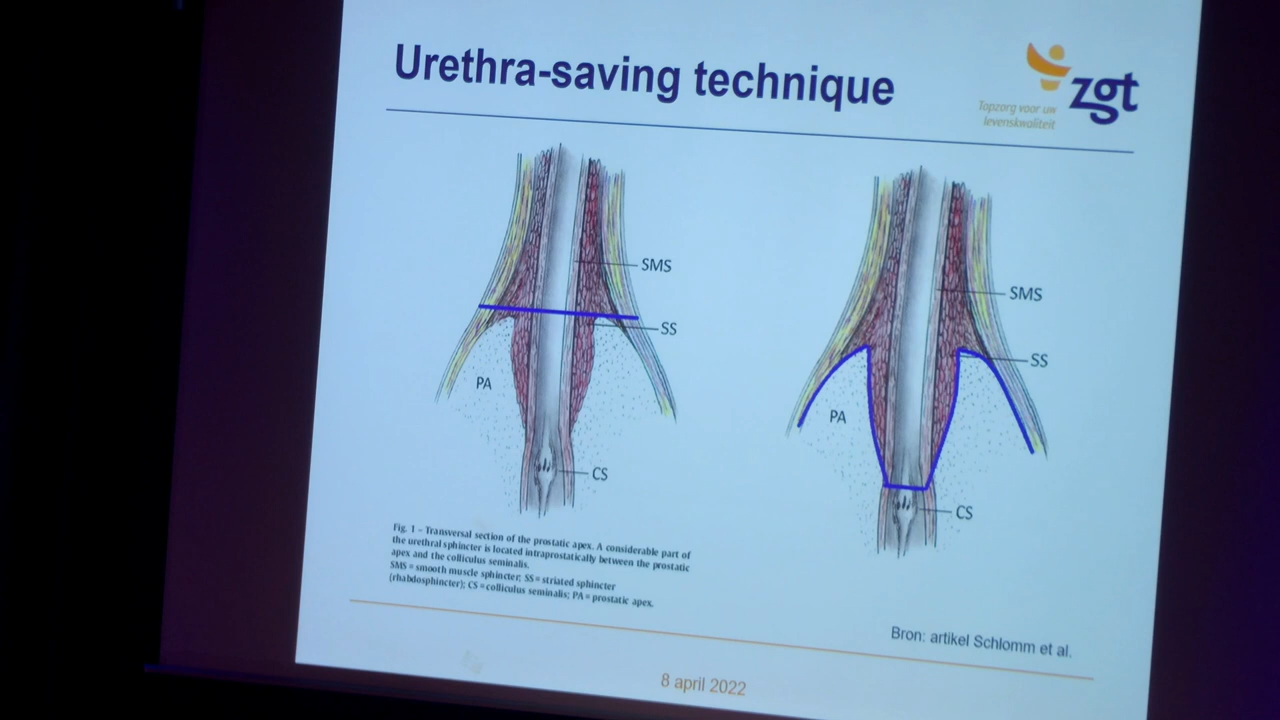 Urethra-saving technique
zgt
Topzorg voor uw
levenskwaliteit
SMS
SS
PA
CS
SMS
SS
PA
CS
Fig. 1 – Transversal section of the prostatic apex. A considerable part of
the urethral sphincter is located intraprostatically between the prostatic
apex and the colliculus seminalis.
SMS = smooth muscle sphincter; SS = striated sphincter
(rhabdosphincter); CS = colliculus seminalis; PA = prostatic apex.
Bron: artikel Schlomm et al.
8 april 2022